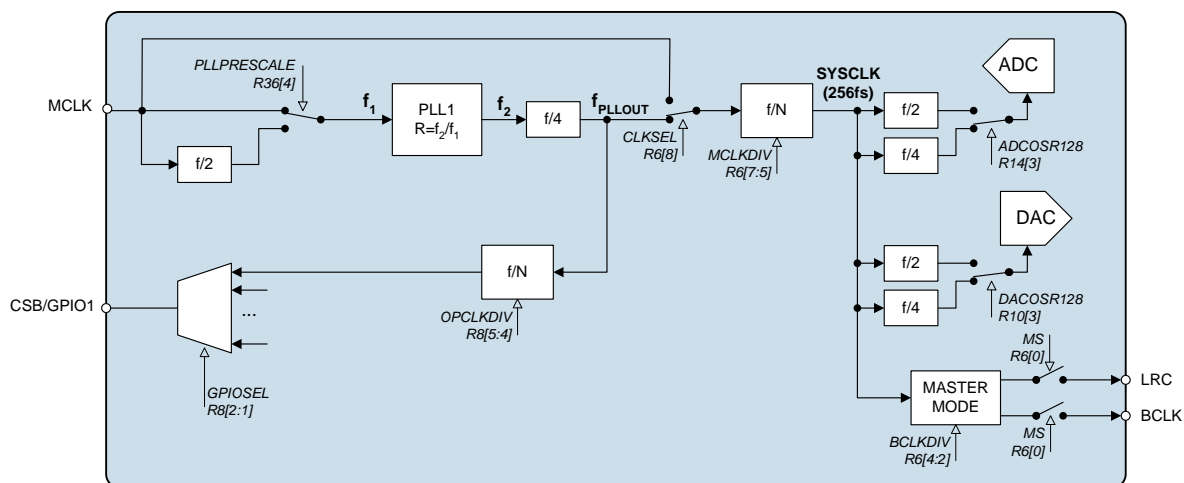 PLLPRESCALE
R36[4]
MCLK
f1
PLL1
R=f2/f1
f2
f/4
fPLLOUT
f/2
CLKSEL
R6[8]
f/N
MCLKDIV
R6[7:5]
SYSCLK
(256fs)
f/2
f/4
ADC
ADCOSR128
R14[3]
DAC
f/2
f/4
DACOSR128
R10[3]
CSB/GPIO1
...
GPIOSEL
R8[2:1]
f/N
OPCLKDIV
R8[5:4]
MASTER
MODE
BCLKDIV
R6[4:2]
MS
R6[0]
LRC
BCLK
MS
R6[0]